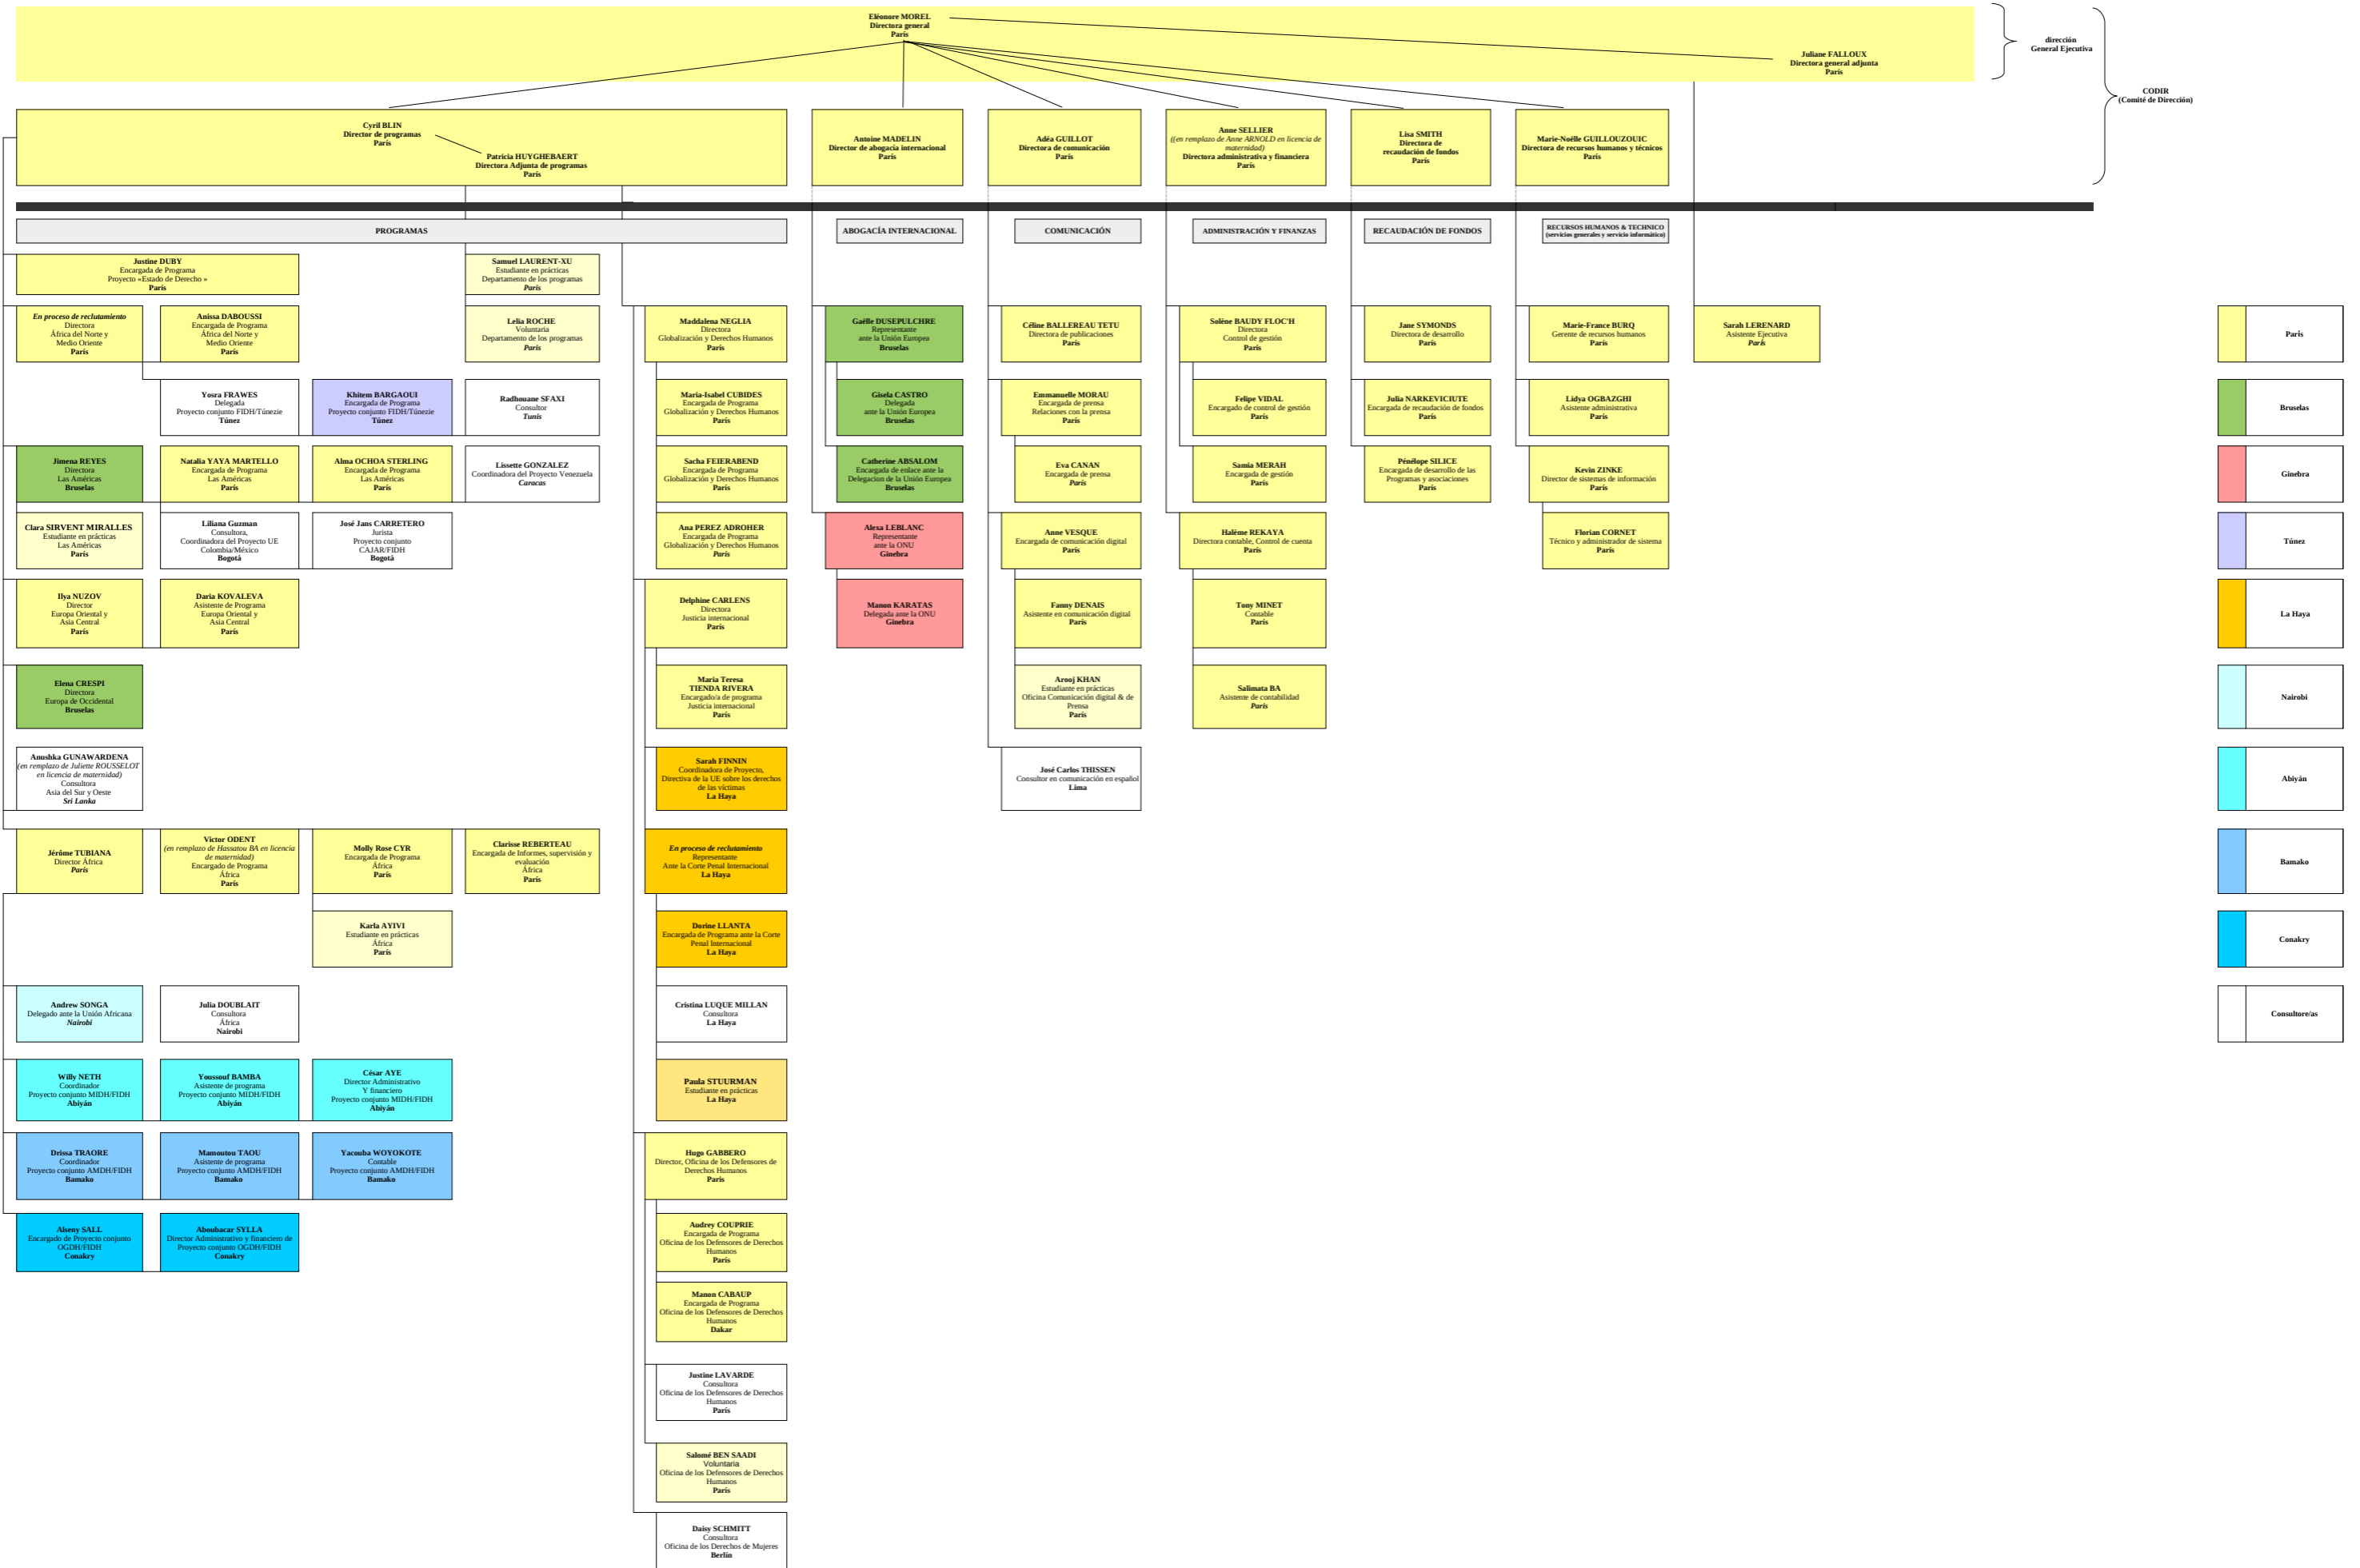 Eléonore MOREL
Directora general
París
Juliane FALLOUX
Directora general adjunta
París
dirección
General Ejecutiva
CODIR
(Comité de Dirección)
Cyril BLIN
Director de programas
París
Patricia HUYGHEBAERT
Directora Adjunta de programas
París
Antoine MADELIN
Director de abogacía internacional
París
Adéa GUILLOT
Directora de comunicación
París
Anne SELLIER
((en remplazo de Anne ARNOLD en licencia de
maternidad)
Directora administrativa y financiera
París
Lisa SMITH
Directora de
recaudación de fondos
París
Marie-Noëlle GUILLOUZOUIC
Directora de recursos humanos y técnicos
París
PROGRAMAS
ABOGACÍA INTERNACIONAL
COMUNICACIÓN
ADMINISTRACIÓN Y FINANZAS
RECAUDACIÓN DE FONDOS
RECURSOS HUMANOS & TECHNICO
(servicios generales y servicio informático)
Justine DUBY
Encargada de Programa
Proyecto «Estado de Derecho »
París
Samuel LAURENT-XU
Estudiante en prácticas
Departamento de los programas
París
En proceso de reclutamiento
Directora
África del Norte y
Medio Oriente
París
Anissa DABOUSSI
Encargada de Programa
África del Norte y
Medio Oriente
París
Lelia ROCHE
Voluntaria
Departamento de los programas
París
Maddalena NEGLIA
Directora
Globalización y Derechos Humanos
París
Gaëlle DUSEPULCHRE
Representante
ante la Unión Europea
Bruselas
Céline BALLEREAU TETU
Directora de publicaciones
París
Solène BAUDY FLOC'H
Directora
Control de gestión
París
Jane SYMONDS
Directora de desarrollo
París
Marie-France BURQ
Gerente de recursos humanos
París
Sarah LERENARD
Asistente Ejecutiva
París
París
Yosra FRAWES
Delegada
Proyecto conjunto FIDH/Túnezie
Túnez
Khitem BARGAOUI
Encargada de Programa
Proyecto conjunto FIDH/Túnezie
Túnez
Radhouane SFAXI
Consultor
Tunis
Maria-Isabel CUBIDES
Encargada de Programa
Globalización y Derechos Humanos
París
Gisela CASTRO
Delegada
ante la Unión Europea
Bruselas
Emmanuelle MORAU
Encargada de prensa
Relaciones con la prensa
París
Felipe VIDAL
Encargado de control de gestión
París
Julia NARKEVICIUTE
Encargada de recaudación de fondos
París
Lidya OGBAZGHI
Asistente administrativa
París
Bruselas
Jimena REYES
Directora
Las Américas
Bruselas
Natalia YAYA MARTELLO
Encargada de Programa
Las Américas
París
Alma OCHOA STERLING
Encargada de Programa
Las Américas
París
Lissette GONZALEZ
Coordinadora del Proyecto Venezuela
Caracas
Sacha FEIERABEND
Encargada de Programa
Globalización y Derechos Humanos
París
Catherine ABSALOM
Encargada de enlace ante la
Delegacion de la Unión Europea
Bruselas
Eva CANAN
Encargada de prensa
París
Samia MERAH
Encargada de gestión
París
Pénélope SILICE
Encargada de desarrollo de las
Programas y asociaciones
París
Kevin ZINKE
Director de sistemas de información
París
Ginebra
Clara SIRVENT MIRALLES
Estudiante en prácticas
Las Américas
París
Liliana Guzman
Consultora,
Coordinadora del Proyecto UE
Colombia/México
Bogotá
José Jans CARRETERO
Jurista
Proyecto conjunto
CAJAR/FIDH
Bogotá
Ana PEREZ ADROHER
Encargada de Programa
Globalización y Derechos Humanos
París
Alexa LEBLANC
Representante
ante la ONU
Ginebra
Anne VESQUE
Encargada de comunicación digital
París
Halème REKAYA
Directora contable, Control de cuenta
París
Florian CORNET
Técnico y administrador de sistema
París
Túnez
Ilya NUZOV
Director
Europa Oriental y
Asia Central
París
Daria KOVALEVA
Asistente de Programa
Europa Oriental y
Asia Central
París
Delphine CARLENS
Directora
Justicia internacional
París
Manon KARATAS
Delegada ante la ONU
Ginebra
Fanny DENAIS
Asistente en comunicación digital
París
Tony MINET
Contable
París
La Haya
Elena CRESPI
Directora
Europa de Occidental
Bruselas
Maria Teresa
TIENDA RIVERA
Encargado/a de programa
Justicia internacional
París
Arooj KHAN
Estudiante en prácticas
Oficina Comunicación digital & de
Prensa
París
Salimata BA
Asistente de contabilidad
París
Nairobi
Anushka GUNAWARDENA
(en remplazo de Juliette ROUSSELOT
en licencia de maternidad)
Consultora
Asia del Sur y Oeste
Sri Lanka
Sarah FINNIN
Coordinadora de Proyecto,
Directiva de la UE sobre los derechos
de las víctimas
La Haya
José Carlos THISSEN
Consultor en comunicación en español
Lima
Abiyán
Jérôme TUBIANA
Director África
París
Victor ODENT
(en remplazo de Hassatou BA en licencia
de maternidad)
Encargado de Programa
África
París
Molly Rose CYR
Encargada de Programa
África
París
Clarisse REBERTEAU
Encargada de Informes, supervisión y
evaluación
África
París
En proceso de reclutamiento
Representante
Ante la Corte Penal Internacional
La Haya
Bamako
Karla AYIVI
Estudiante en prácticas
África
París
Dorine LLANTA
Encargada de Programa ante la Corte
Penal Internacional
La Haya
Conakry
Andrew SONGA
Delegado ante la Unión Africana
Nairobi
Julia DOUBLAIT
Consultora
África
Nairobi
Cristina LUQUE MILLAN
Consultora
La Haya
Consultore/as
Willy NETH
Coordinador
Proyecto conjunto MIDH/FIDH
Abiyán
Youssouf BAMBA
Asistente de programa
Proyecto conjunto MIDH/FIDH
Abiyán
César AYE
Director Administrativo
Y financiero
Proyecto conjunto MIDH/FIDH
Abiyán
Paula STUURMAN
Estudiante en prácticas
La Haya
Drissa TRAORE
Coordinador
Proyecto conjunto AMDH/FIDH
Bamako
Mamoutou TAOU
Asistente de programa
Proyecto conjunto AMDH/FIDH
Bamako
Yacouba WOYOKOTE
Contable
Proyecto conjunto AMDH/FIDH
Bamako
Hugo GABBERO
Director, Oficina de los Defensores de
Derechos Humanos
París
Alseny SALL
Encargado de Proyecto conjunto
OGDH/FIDH
Conakry
Aboubacar SYLLA
Director Administrativo y financiero de
Proyecto conjunto OGDH/FIDH
Conakry
Audrey COUPRIE
Encargada de Programa
Oficina de los Defensores de Derechos
Humanos
París
Manon CABAUP
Encargada de Programa
Oficina de los Defensores de Derechos
Humanos
Dakar
Justine LAVARDE
Consultora
Oficina de los Defensores de Derechos
Humanos
París
Salomé BEN SAADI
Voluntaria
Oficina de los Defensores de Derechos
Humanos
París
Daisy SCHMITT
Consultora
Oficina de los Derechos de Mujeres
Berlín